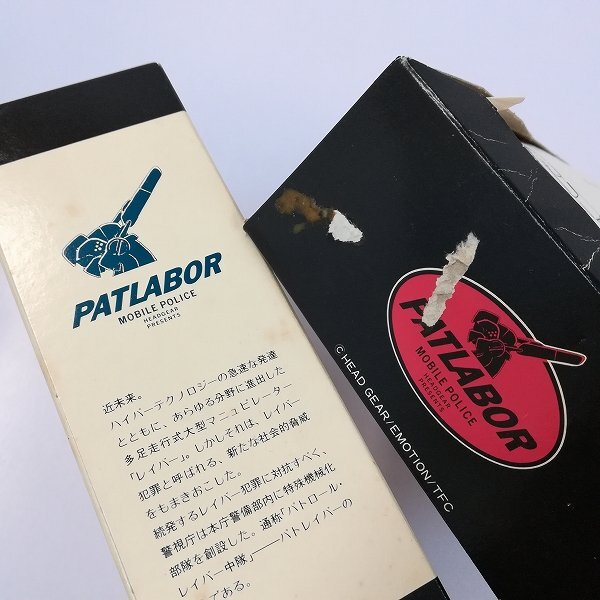 PATLABOR
MOBILE POLICE
HEADGEAR
PRESENTS
近未来。
ハイパーテクノロジーの急速な発達
とともに、あらゆる分野に進出した
多足走行式大型マニュピレーター
「レイバー」。しかしそれは、レイバー
犯罪と呼ばれる、新たな社会的脅威
をもまきおこした。
続発するレイバー犯罪に対抗すべく、
警視庁は本庁警備部内に特殊機械化
部隊を創設した。通称「パトロール・
レイバー中隊」──パトレイバーの
である。
PATLABOR
MOBILE POLICE
HEADGEAR
PRESENTS
© HEAD GEAR/EMOTION/TFC